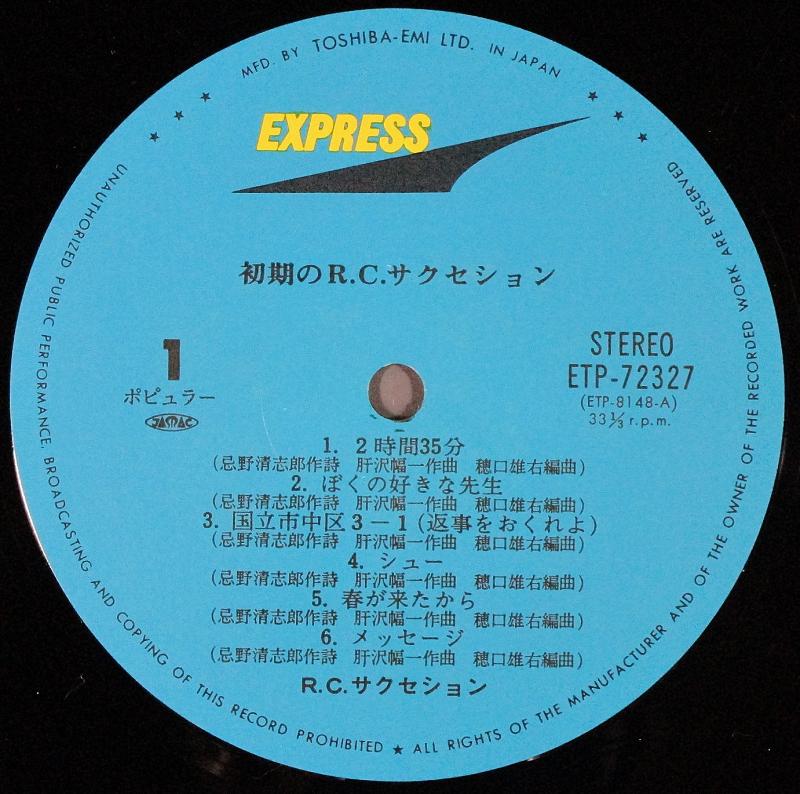 MFD. BY TOSHIBA-EMI LTD. IN JAPAN
EXPRESS
初期のR.C.サクセション
1
ポピュラー
JASRAC
STEREO
ETP-72327
(ETP-8148-A)
33⅓ r.p.m.
1. 2時間35分
(忌野清志郎作詩 肝沢幅一作曲 穂口雄右編曲)
2. ぼくの好きな先生
(忌野清志郎作詩 肝沢幅一作曲 穂口雄右編曲)
3. 国立市中区3-1(返事をおくれよ)
(忌野清志郎作詩 肝沢幅一作曲 穂口雄右編曲)
4. シュー
(忌野清志郎作詩 肝沢幅一作曲 穂口雄右編曲)
5. 春が来たから
(忌野清志郎作詩 肝沢幅一作曲 穂口雄右編曲)
6. メッセージ
(忌野清志郎作詩 肝沢幅一作曲 穂口雄右編曲)
R.C.サクセション
UNAUTHORIZED PUBLIC PERFORMANCE, BROADCASTING AND COPYING OF THIS RECORD PROHIBITED ★ ALL RIGHTS OF THE MANUFACTURER AND OF THE OWNER OF THE RECORDED WORK ARE RESERVED